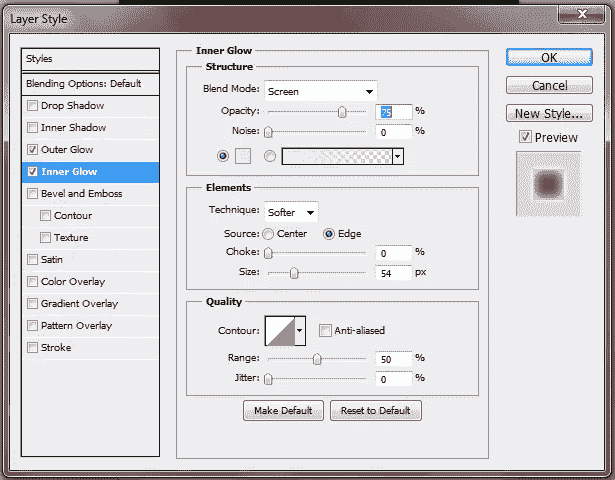 Layer Style
Styles
Blending Options: Default
Drop Shadow
Inner Shadow
Outer Glow
Inner Glow
Bevel and Emboss
Contour
Texture
Satin
Color Overlay
Gradient Overlay
Pattern Overlay
Stroke
Inner Glow
Structure
Blend Mode: Screen
Opacity: 75 %
Noise: 0 %
Elements
Technique: Softer
Source: Center Edge
Choke: 0 %
Size: 54 px
Quality
Contour: Anti-aliased
Range: 50 %
Jitter: 0 %
Make Default Reset to Default
OK
Cancel
New Style...
Preview